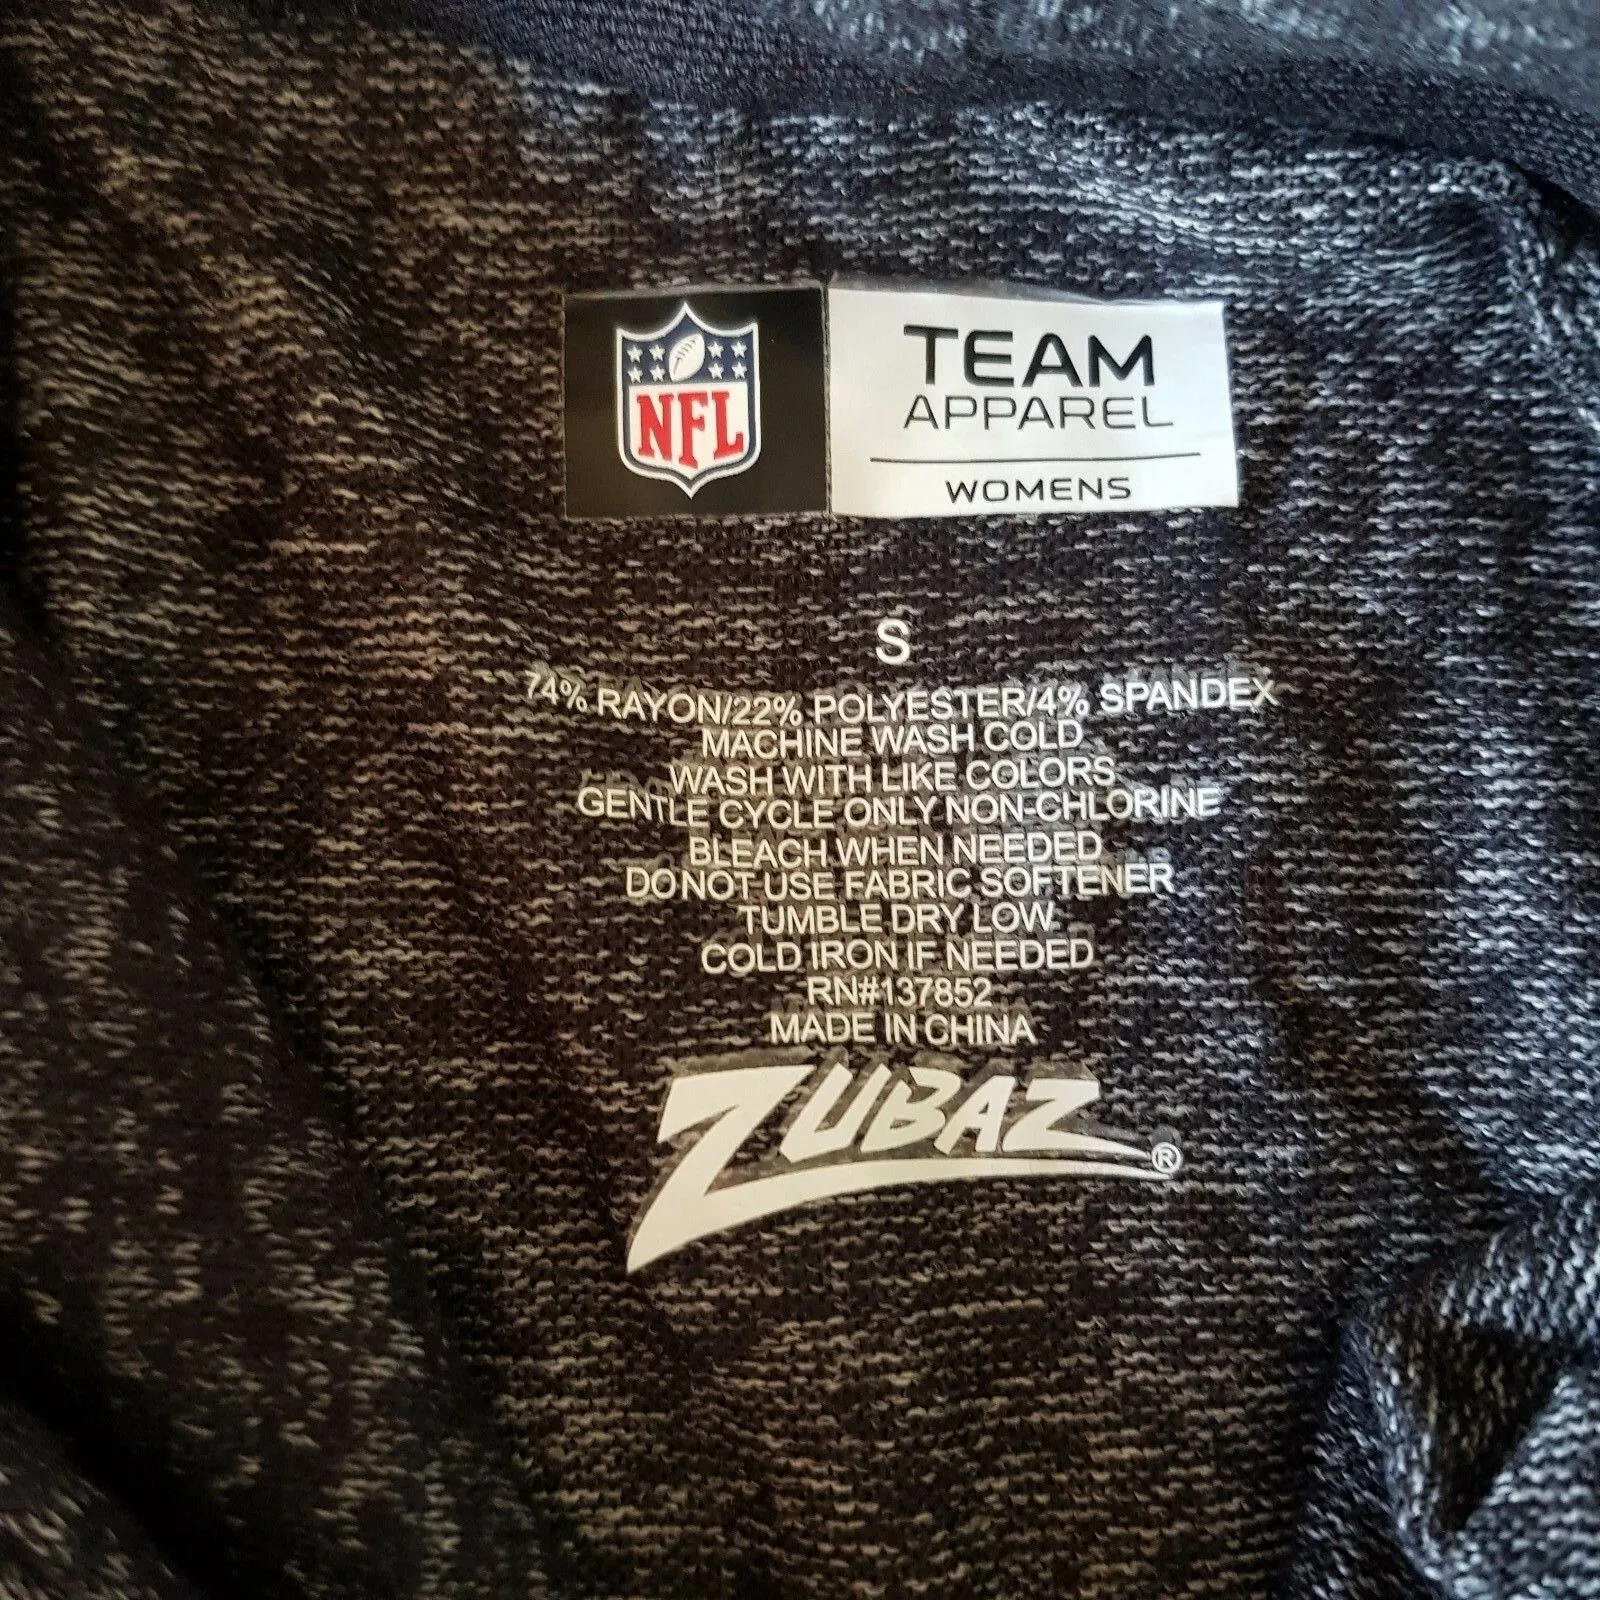 NFL
TEAM
APPAREL
WOMENS
S
74% RAYON/22% POLYESTER/4% SPANDEX
MACHINE WASH COLD
WASH WITH LIKE COLORS
GENTLE CYCLE ONLY NON-CHLORINE
BLEACH WHEN NEEDED
DO NOT USE FABRIC SOFTENER
TUMBLE DRY LOW
COLD IRON IF NEEDED
RN#137852
MADE IN CHINA
ZUBAZ®